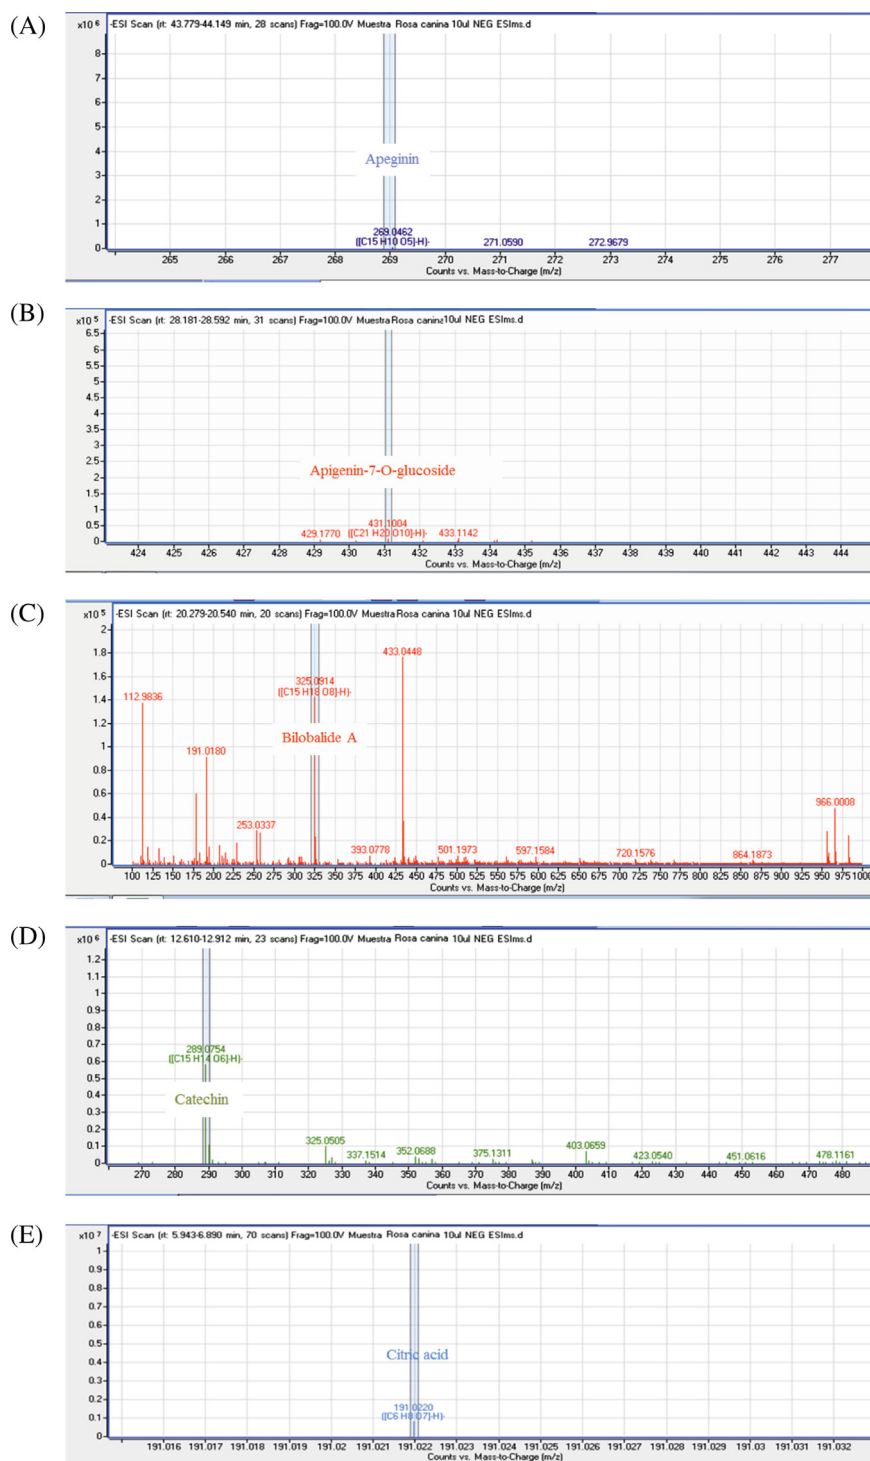 (A)
x10 6 -ESI Scan (rt: 43.779-44.149 min, 28 scans) Frag=100.0V Muestra Rosa canina 10ul NEG ESIms.d
8
7
6
5
4
3
2
1
0
Apeginin
269.0462
([C15 H10 O5]-H)-
271.0590
272.9679
265 266 267 268 269 270 271 272 273 274 275 276 277
Counts vs. Mass-to-Charge (m/z)
(B)
x10 5 -ESI Scan (rt: 28.181-28.592 min, 31 scans) Frag=100.0V Muestra Rosa canina 10ul NEG ESIms.d
6.5
6
5.5
5
4.5
4
3.5
3
2.5
2
1.5
1
0.5
0
Apigenin-7-O-glucoside
429.1770
431.1004
([C21 H20 O10]-H)-
433.1142
424 425 426 427 428 429 430 431 432 433 434 435 436 437 438 439 440 441 442 443 444
Counts vs. Mass-to-Charge (m/z)
(C)
x10 5 -ESI Scan (rt: 20.279-20.540 min, 20 scans) Frag=100.0V Muestra Rosa canina 10ul NEG ESIms.d
2
1.8
1.6
1.4
1.2
1
0.8
0.6
0.4
0.2
0
433.0448
325.0914
([C15 H18 O8]-H)-
112.9836
Bilobalide A
191.0180
966.0008
253.0337
393.0778
501.1973
597.1584
720.1576
864.1873
100 125 150 175 200 225 250 275 300 325 350 375 400 425 450 475 500 525 550 575 600 625 650 675 700 725 750 775 800 825 850 875 900 925 950 975 1000
Counts vs. Mass-to-Charge (m/z)
(D)
x10 6 -ESI Scan (rt: 12.610-12.912 min, 23 scans) Frag=100.0V Muestra Rosa canina 10ul NEG ESIms.d
1.2
1.1
1
0.9
0.8
0.7
0.6
0.5
0.4
0.3
0.2
0.1
0
289.0754
([C15 H14 O6]-H)-
Catechin
325.0505
337.1514
352.0688
375.1311
403.0659
423.0540
451.0616
478.1161
270 280 290 300 310 320 330 340 350 360 370 380 390 400 410 420 430 440 450 460 470 480
Counts vs. Mass-to-Charge (m/z)
(E)
x10 7 -ESI Scan (rt: 5.943-6.890 min, 70 scans) Frag=100.0V Muestra Rosa canina 10ul NEG ESIms.d
1
0.9
0.8
0.7
0.6
0.5
0.4
0.3
0.2
0.1
0
Citric acid
191.0220
([C6 H8 O7]-H)-
191.016 191.017 191.018 191.019 191.02 191.021 191.022 191.023 191.024 191.025 191.026 191.027 191.028 191.029 191.03 191.031 191.032
Counts vs. Mass-to-Charge (m/z)